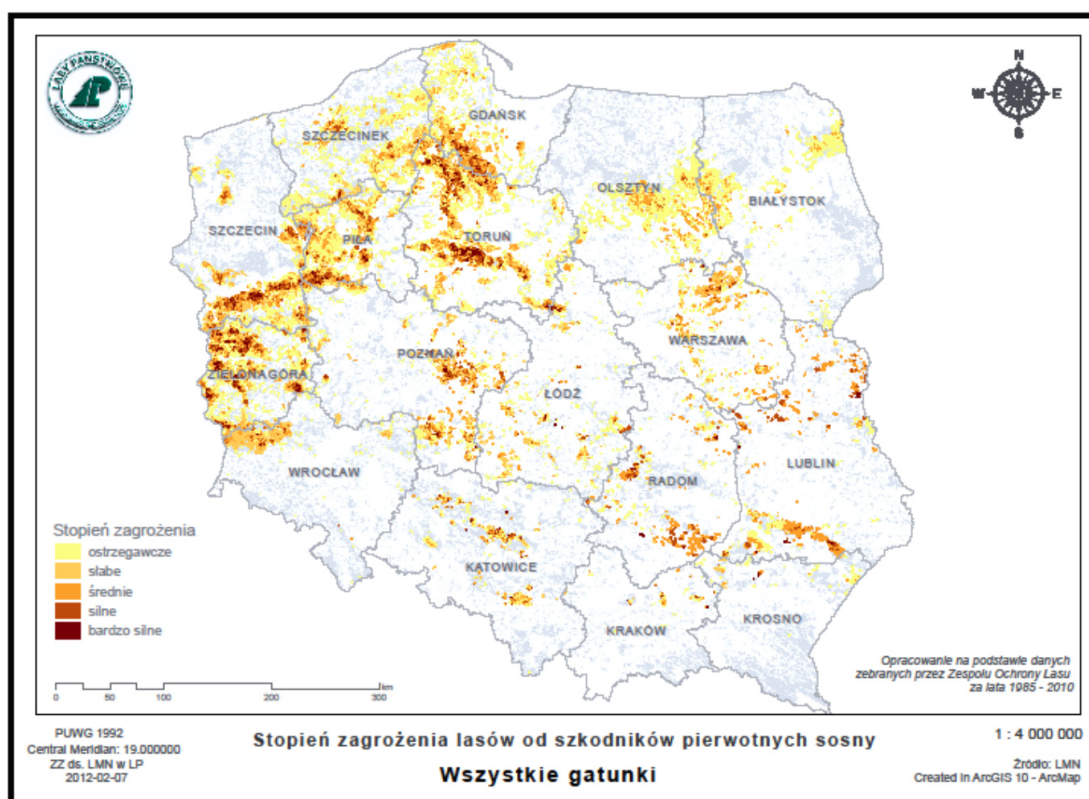 LASY PAŃSTWOWE
N
W
E
S
GDAŃSK
SZCZECINEK
OLSZTYN
BIAŁYSTOK
SZCZECIN
PIŁA
TORUŃ
WARSZAWA
POZNAŃ
ZIELONA GÓRA
ŁÓDŹ
WROCŁAW
LUBLIN
RADOM
KATOWICE
KRAKÓW
KROSNO
Stopień zagrożenia
ostrzegawcze
słabe
średnie
silne
bardzo silne
0 50 100 200 300 km
Opracowanie na podstawie danych
zebranych przez Zespołu Ochrony Lasu
za lata 1985 - 2010
PUWG 1992
Central Meridian: 19.000000
ZZ ds. LMN w LP
2012-02-07
Stopień zagrożenia lasów od szkodników pierwotnych sosny
Wszystkie gatunki
1 : 4 000 000
Źródło: LMN
Created in ArcGIS 10 - ArcMap